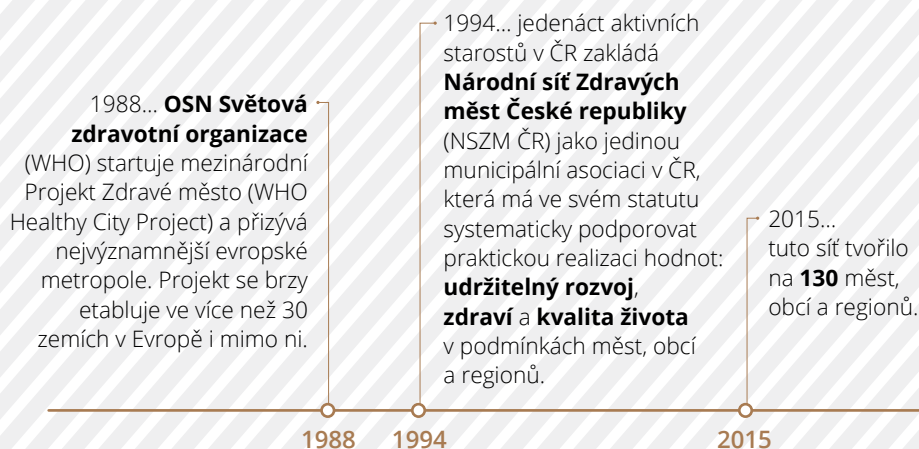 1988... OSN Světová
zdravotní organizace
(WHO) startuje mezinárodní
Projekt Zdravé město (WHO
Healthy City Project) a přizývá
nejvýznamnější evropské
metropole. Projekt se brzy
etabluje ve více než 30
zemích v Evropě i mimo ni.
1994... jedenáct aktivních
starostů v ČR zakládá
Národní síť Zdravých
měst České republiky
(NSZM ČR) jako jedinou
municipální asociaci v ČR,
která má ve svém statutu
systematicky podporovat
praktickou realizaci hodnot:
udržitelný rozvoj,
zdraví a kvalita života
v podmínkách měst, obcí
a regionů.
2015...
tuto síť tvořilo
na 130 měst,
obcí a regionů.
1988
1994
2015